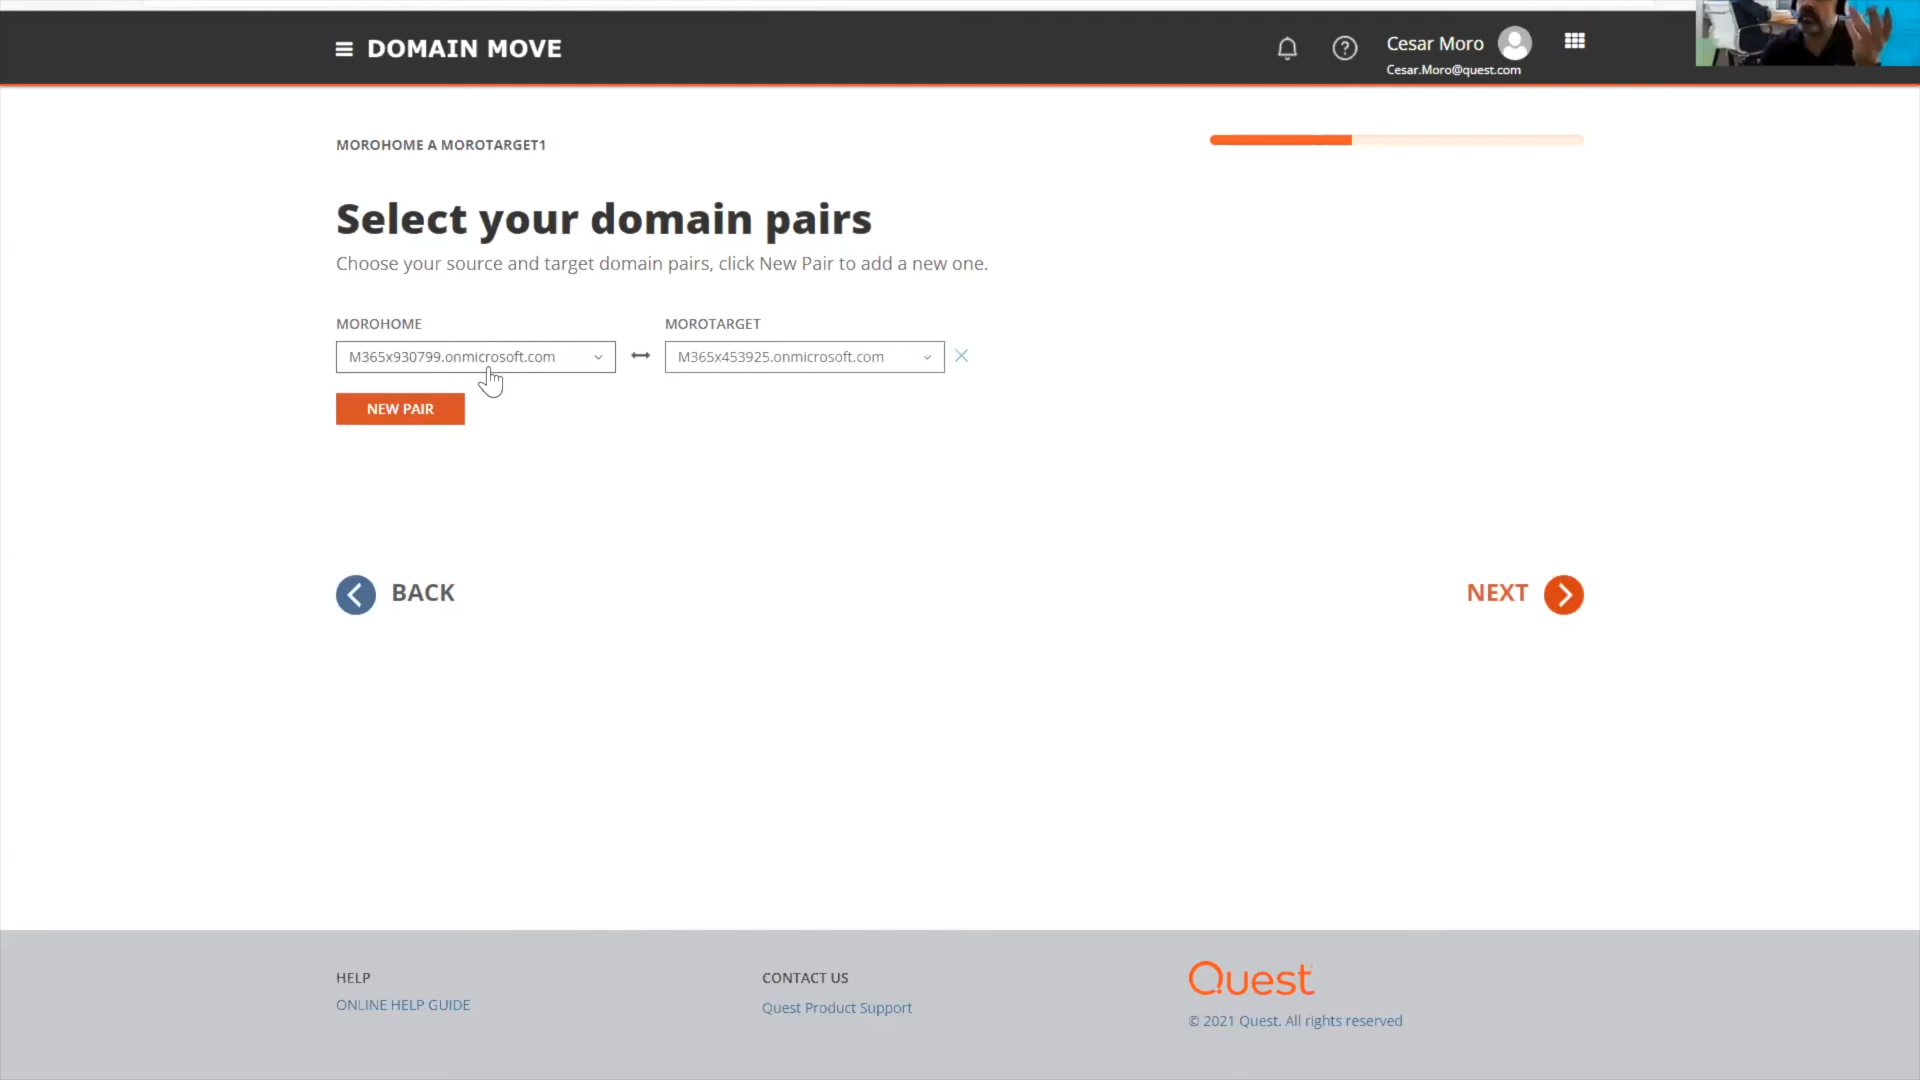 DOMAIN MOVE
Cesar Moro
Cesar.Moro@quest.com
MOROHOME A MOROTARGET1
Select your domain pairs
Choose your source and target domain pairs, click New Pair to add a new one.
MOROHOME
MOROTARGET
M365x930799.onmicrosoft.com
M365x453925.onmicrosoft.com
NEW PAIR
BACK
NEXT
HELP
ONLINE HELP GUIDE
CONTACT US
Quest Product Support
Quest
© 2021 Quest. All rights reserved